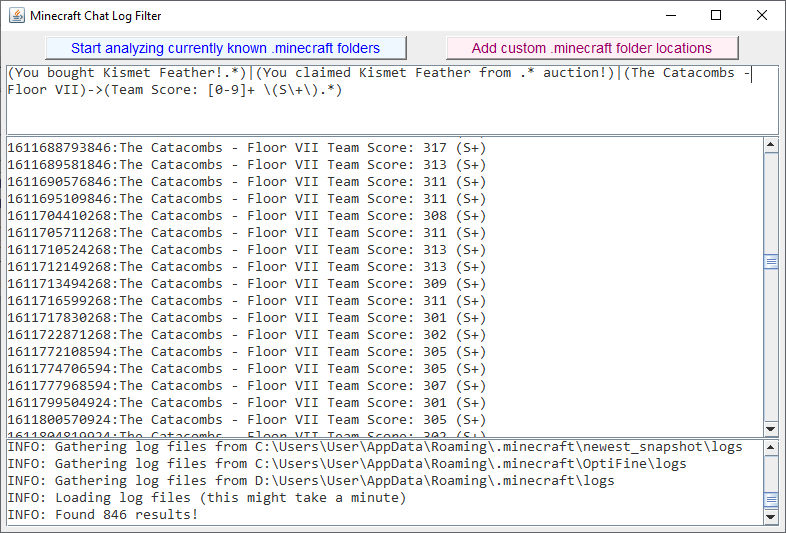 Minecraft Chat Log Filter
Start analyzing currently known .minecraft folders
Add custom .minecraft folder locations
(You bought Kismet Feather!.*)|(You claimed Kismet Feather from .* auction!)|(The Catacombs -
Floor VII)->(Team Score: [0-9]+ \(S\+\).*)
1611688793846:The Catacombs - Floor VII Team Score: 317 (S+)
1611689581846:The Catacombs - Floor VII Team Score: 313 (S+)
1611690576846:The Catacombs - Floor VII Team Score: 311 (S+)
1611695109846:The Catacombs - Floor VII Team Score: 311 (S+)
1611704410268:The Catacombs - Floor VII Team Score: 308 (S+)
1611705711268:The Catacombs - Floor VII Team Score: 311 (S+)
1611710524268:The Catacombs - Floor VII Team Score: 313 (S+)
1611712149268:The Catacombs - Floor VII Team Score: 313 (S+)
1611713494268:The Catacombs - Floor VII Team Score: 309 (S+)
1611716599268:The Catacombs - Floor VII Team Score: 311 (S+)
1611717830268:The Catacombs - Floor VII Team Score: 301 (S+)
1611722871268:The Catacombs - Floor VII Team Score: 302 (S+)
1611772108594:The Catacombs - Floor VII Team Score: 305 (S+)
1611774706594:The Catacombs - Floor VII Team Score: 305 (S+)
1611777968594:The Catacombs - Floor VII Team Score: 307 (S+)
1611799504924:The Catacombs - Floor VII Team Score: 301 (S+)
1611800570924:The Catacombs - Floor VII Team Score: 305 (S+)
1611804819924:The Catacombs - Floor VII Team Score: 302 (S+)
INFO: Gathering log files from C:\Users\User\AppData\Roaming\.minecraft\newest_snapshot\logs
INFO: Gathering log files from C:\Users\User\AppData\Roaming\.minecraft\OptiFine\logs
INFO: Gathering log files from D:\Users\User\AppData\Roaming\.minecraft\logs
INFO: Loading log files (this might take a minute)
INFO: Found 846 results!